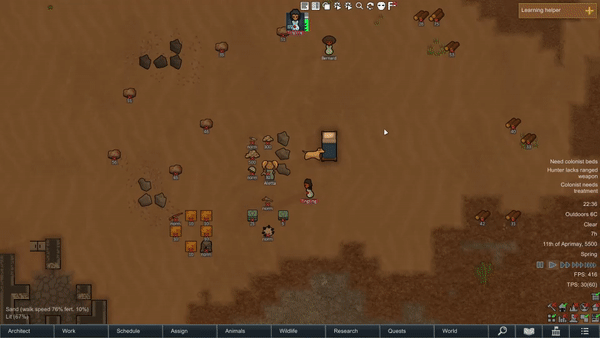 Learning helper
Bernard
Need colonist beds
Hunter lacks ranged
weapon
Colonist needs
treatment
22:36
Outdoors 8C
Clear
7h
11th of Aprimay, 5500
Spring
FPS: 416
TPS: 30(60)
Sand (walk speed 76% fert. 10%)
Lit (67%)
Architect
Work
Schedule
Assign
Animals
Wildlife
Research
Quests
World